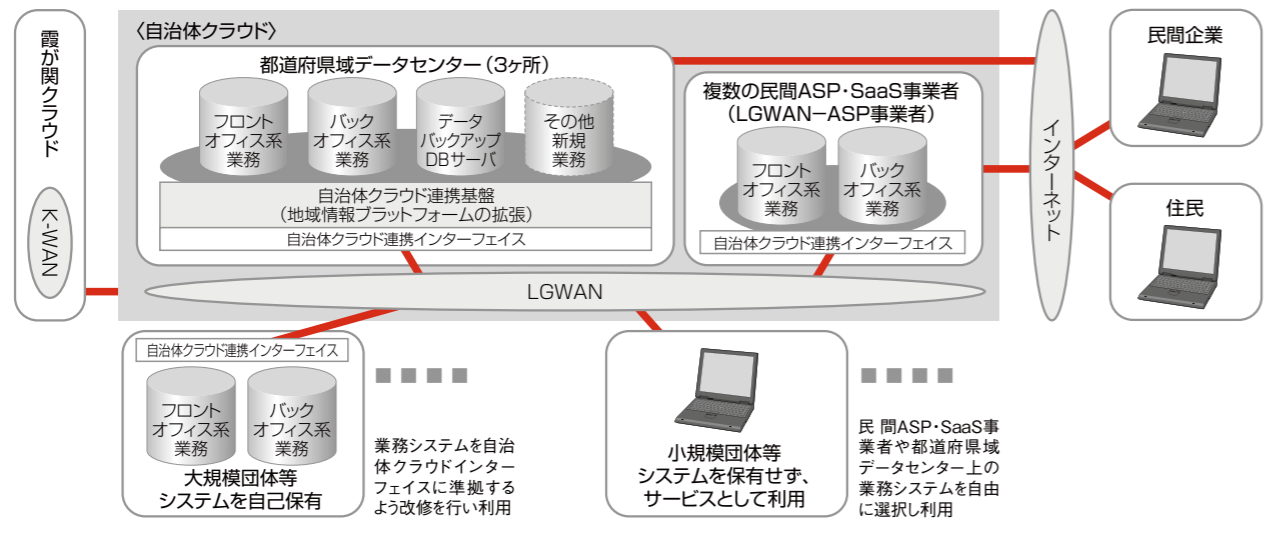 霞が関クラウド
K-WAN
〈自治体クラウド〉
都道府県域データセンター（3ヶ所）
フロント
オフィス系
業務
バック
オフィス系
業務
データ
バックアップ
DBサーバ
その他
新規
業務
自治体クラウド連携基盤
（地域情報プラットフォームの拡張）
自治体クラウド連携インターフェイス
複数の民間ASP・SaaS事業者
（LGWAN－ASP事業者）
フロント
オフィス系
業務
バック
オフィス系
業務
自治体クラウド連携インターフェイス
LGWAN
インターネット
民間企業
住民
自治体クラウド連携インターフェイス
フロント
オフィス系
業務
バック
オフィス系
業務
大規模団体等
システムを自己保有
業務システムを自治
体クラウドインター
フェイスに準拠する
よう改修を行い利用
小規模団体等
システムを保有せず、
サービスとして利用
民間ASP・SaaS事
業者や都道府県域
データセンター上の
業務システムを自由
に選択し利用